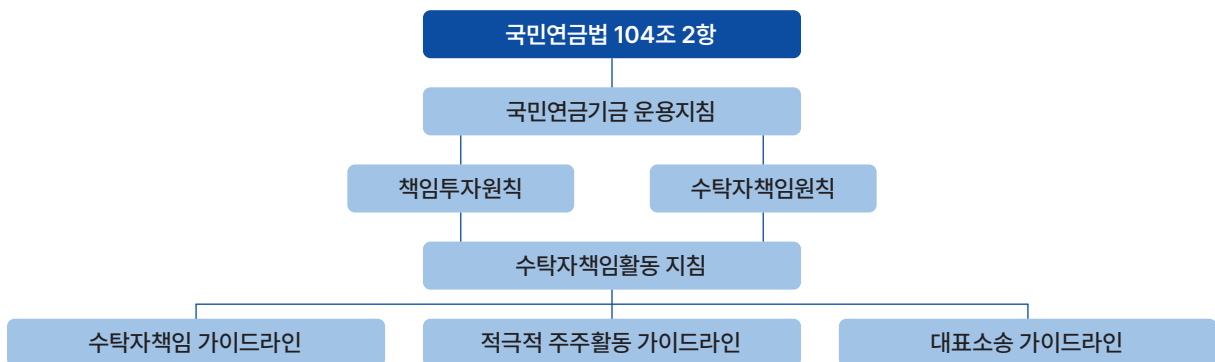 국민연금법 104조 2항
국민연금기금 운용지침
책임투자원칙
수탁자책임원칙
수탁자책임활동 지침
수탁자책임 가이드라인
적극적 주주활동 가이드라인
대표소송 가이드라인